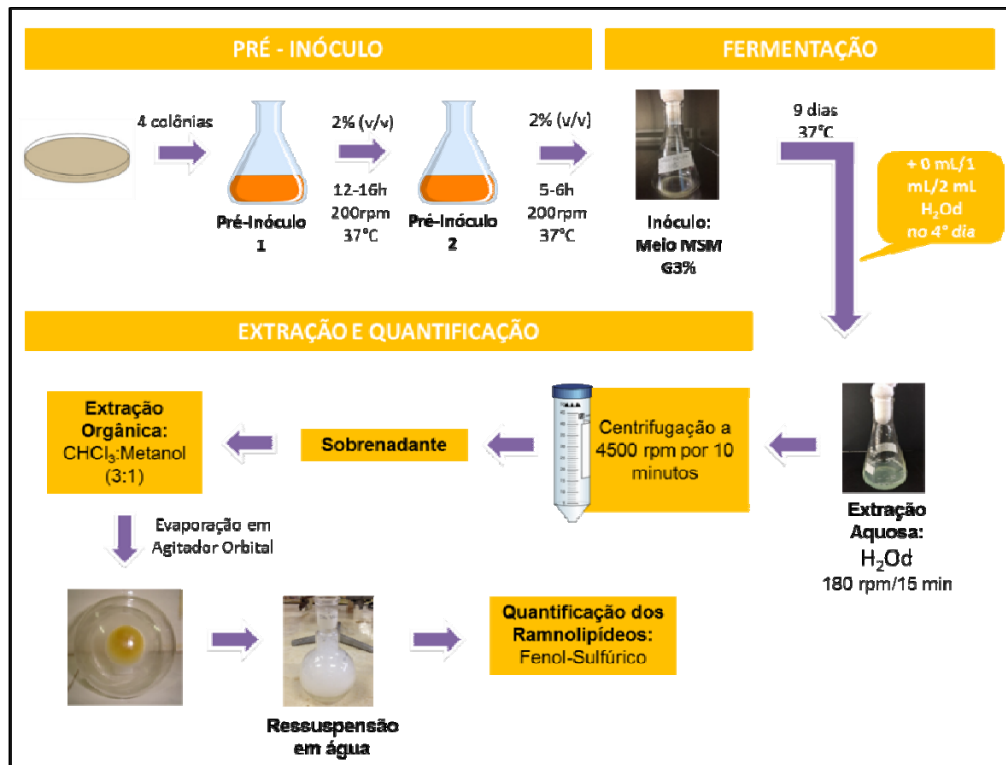 PRÉ - INÓCULO
FERMENTAÇÃO
4 colônias
2% (v/v)
12-16h
200rpm
37°C
2% (v/v)
5-6h
200rpm
37°C
Pré-Inóculo
1
Pré-Inóculo
2
Inóculo:
Meio MSM
G3%
9 dias
37°C
+ 0 mL/1
mL/2 mL
H₂Od
no 4° dia
EXTRAÇÃO E QUANTIFICAÇÃO
Extração
Orgânica:
CHCl₃:Metanol
(3:1)
Sobrenadante
Centrifugação a
4500 rpm por 10
minutos
Extração
Aquosa:
H₂Od
180 rpm/15 min
Evaporação em
Agitador Orbital
Ressuspensão
em água
Quantificação dos
Ramnolipídeos:
Fenol-Sulfúrico